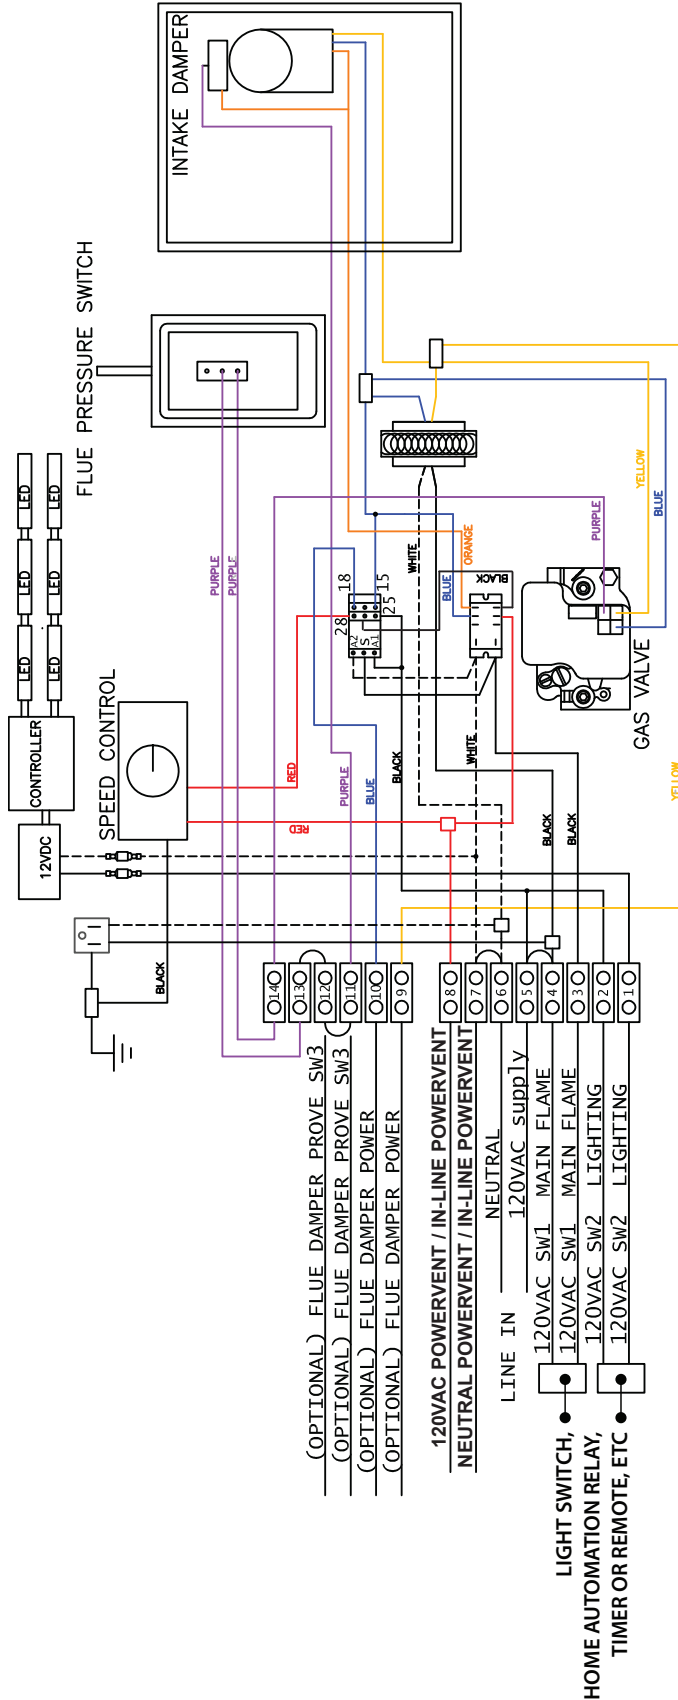 INTAKE DAMPER
FLUE PRESSURE SWITCH
LED
LED
LED
LED
LED
LED
CONTROLLER
12VDC
SPEED CONTROL
PURPLE
PURPLE
YELLOW
BLUE
PURPLE
WHITE
ORANGE
BLUE
BLACK
18
15
28
25
A2
S
A1
GAS VALVE
RED
RED
PURPLE
BLUE
BLACK
WHITE
BLACK
BLACK
YELLOW
BLACK
14
13
12
11
10
9
8
7
6
5
4
3
2
1
(OPTIONAL) FLUE DAMPER PROVE SW3
(OPTIONAL) FLUE DAMPER PROVE SW3
(OPTIONAL) FLUE DAMPER POWER
(OPTIONAL) FLUE DAMPER POWER
120VAC POWERVENT / IN-LINE POWERVENT
NEUTRAL POWERVENT / IN-LINE POWERVENT
NEUTRAL
LINE IN
120VAC supply
120VAC SW1 MAIN FLAME
120VAC SW1 MAIN FLAME
120VAC SW2 LIGHTING
120VAC SW2 LIGHTING
LIGHT SWITCH,
HOME AUTOMATION RELAY,
TIMER OR REMOTE, ETC